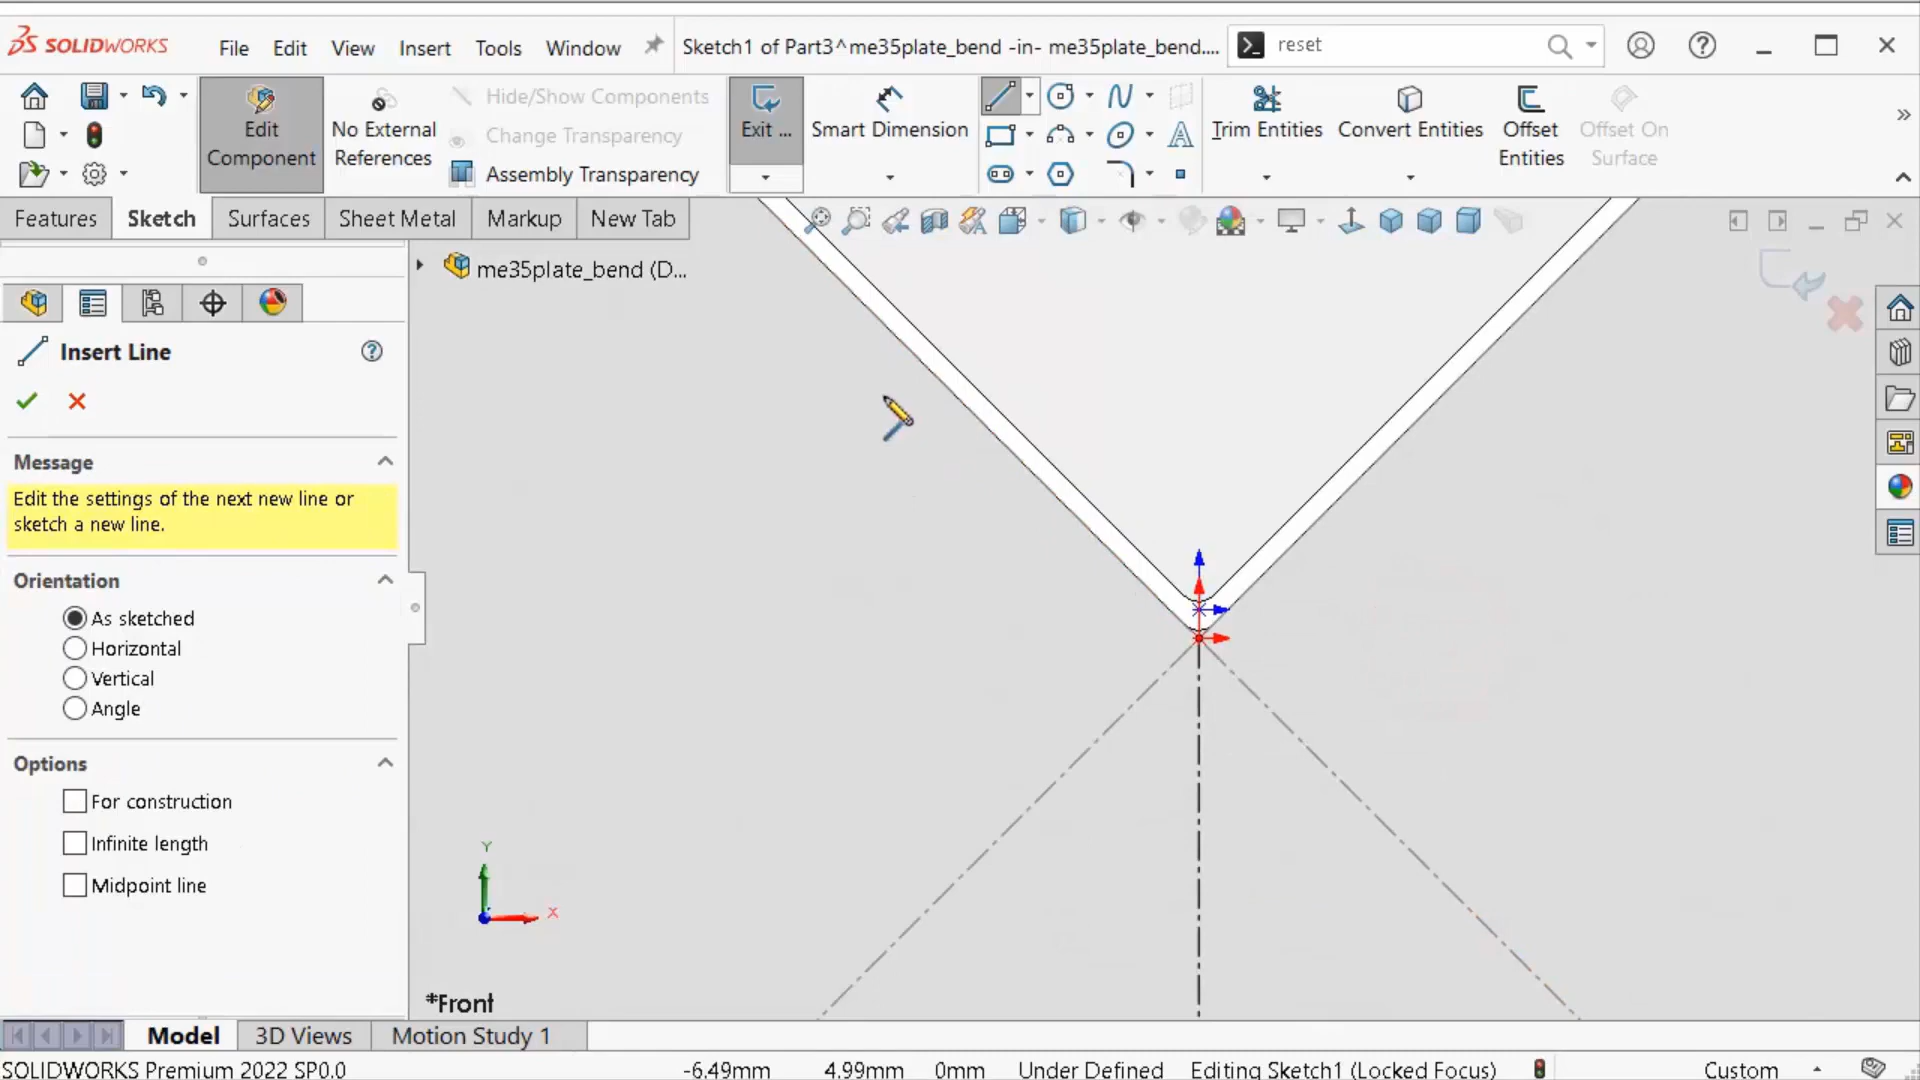 SOLIDWORKS
File Edit View Insert Tools Window
Sketch1 of Part3^me35plate_bend -in- me35plate_bend....
reset
Edit
Component
No External
References
Hide/Show Components
Change Transparency
Assembly Transparency
Exit ...
Smart Dimension
Trim Entities
Convert Entities
Offset
Entities
Offset On
Surface
Features Sketch Surfaces Sheet Metal Markup New Tab
me35plate_bend (D...
Insert Line
Message
Edit the settings of the next new line or
sketch a new line.
Orientation
As sketched
Horizontal
Vertical
Angle
Options
For construction
Infinite length
Midpoint line
Y
X
*Front
Model 3D Views Motion Study 1
SOLIDWORKS Premium 2022 SP0.0 -6.49mm 4.99mm 0mm Under Defined Editing Sketch1 (Locked Focus) Custom